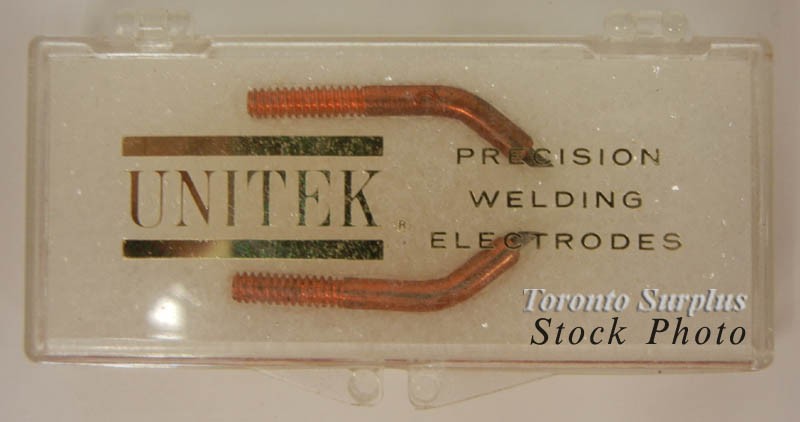 UNITEK
®
PRECISION
WELDING
ELECTRODES
Toronto Surplus
Stock Photo